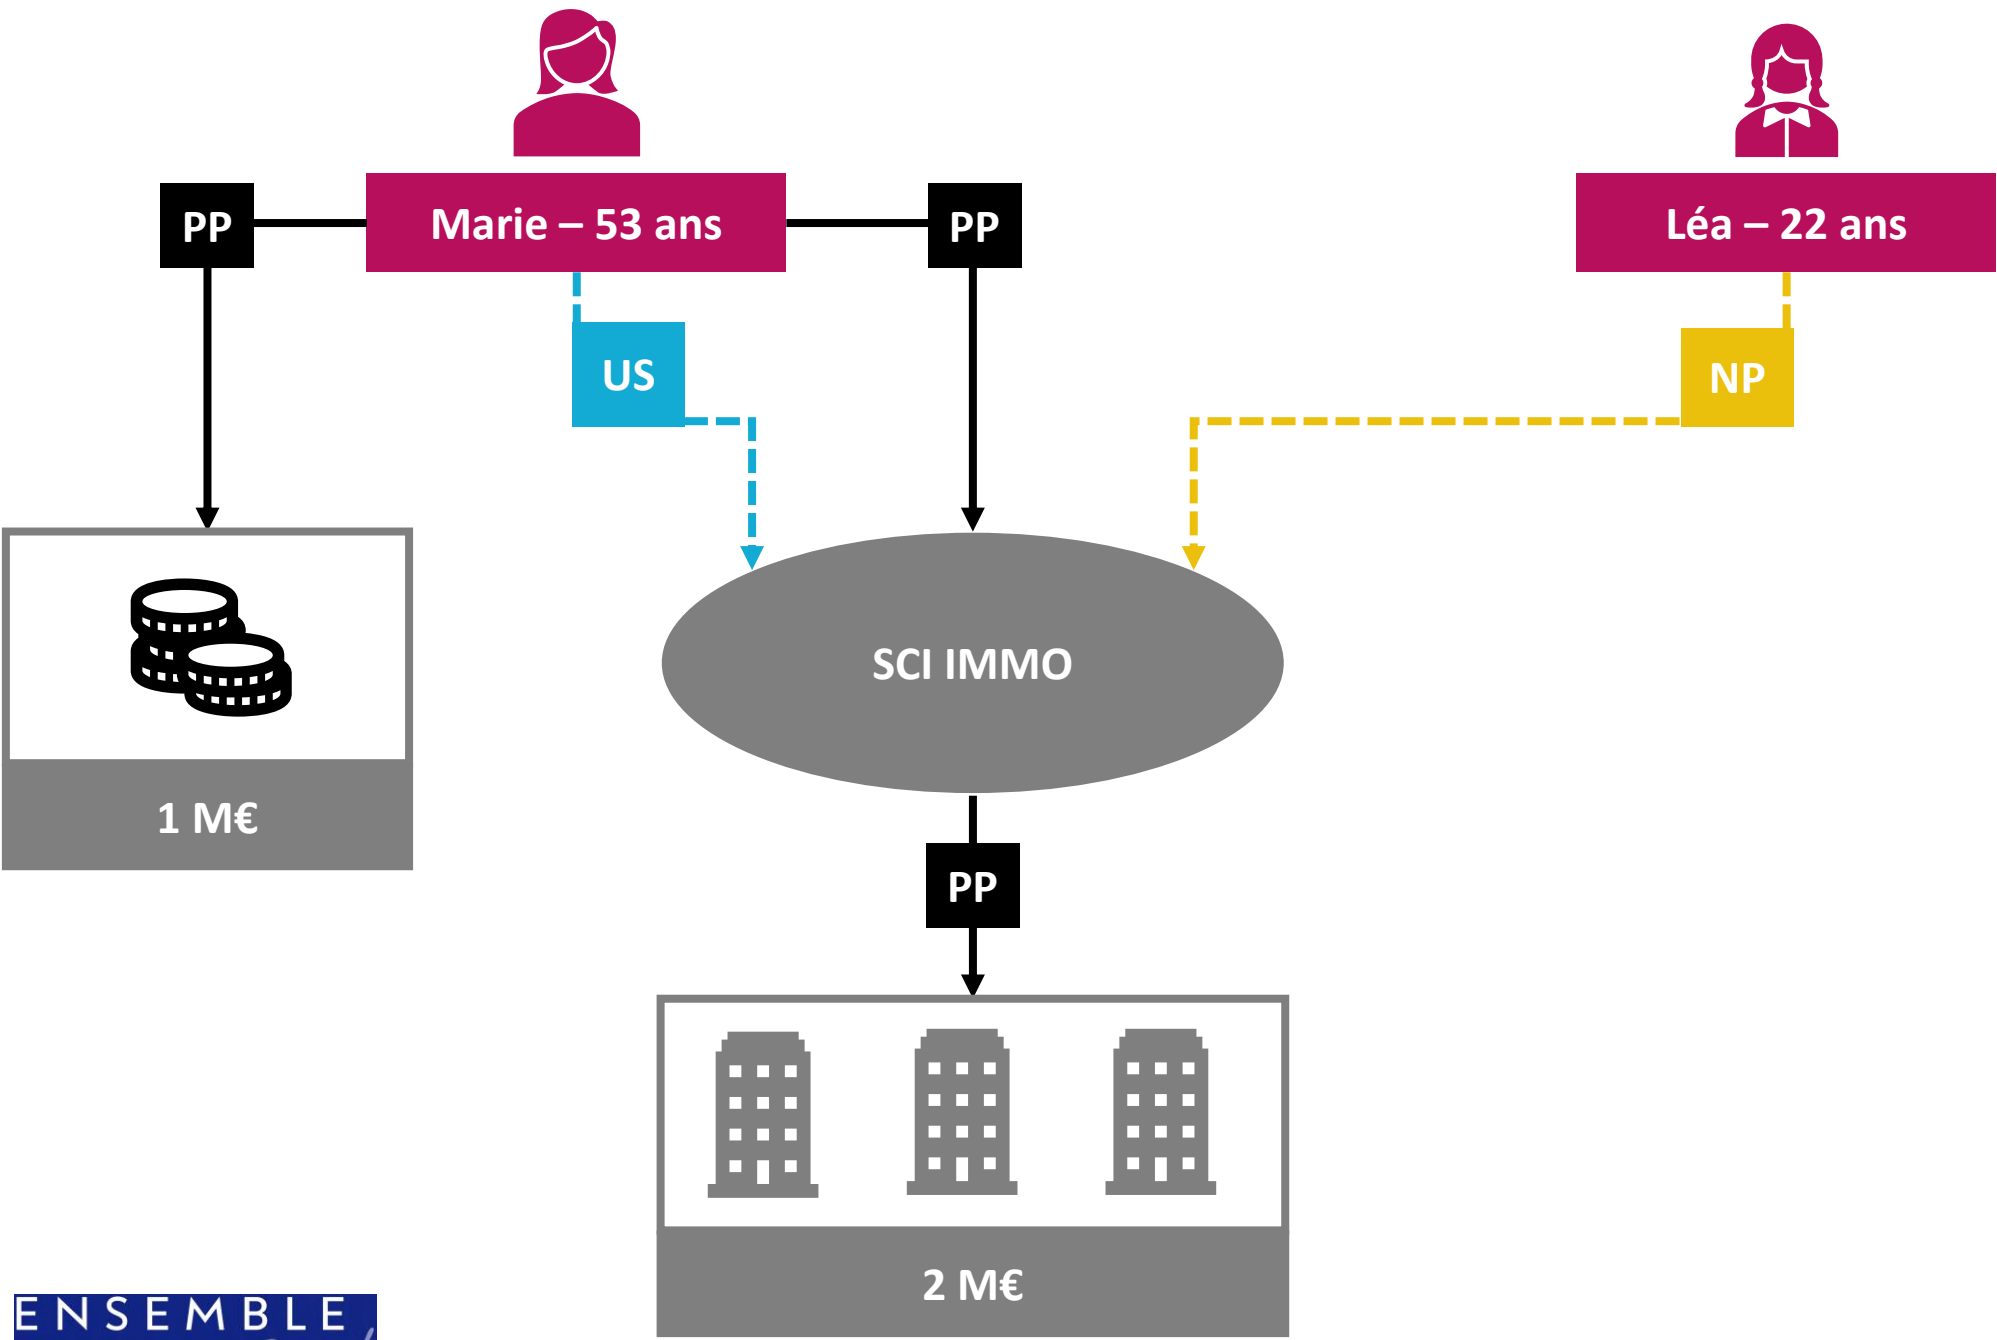 PP
Marie – 53 ans
PP
Léa – 22 ans
US
NP
SCI IMMO
1 M€
PP
2 M€
ENSEMBLE